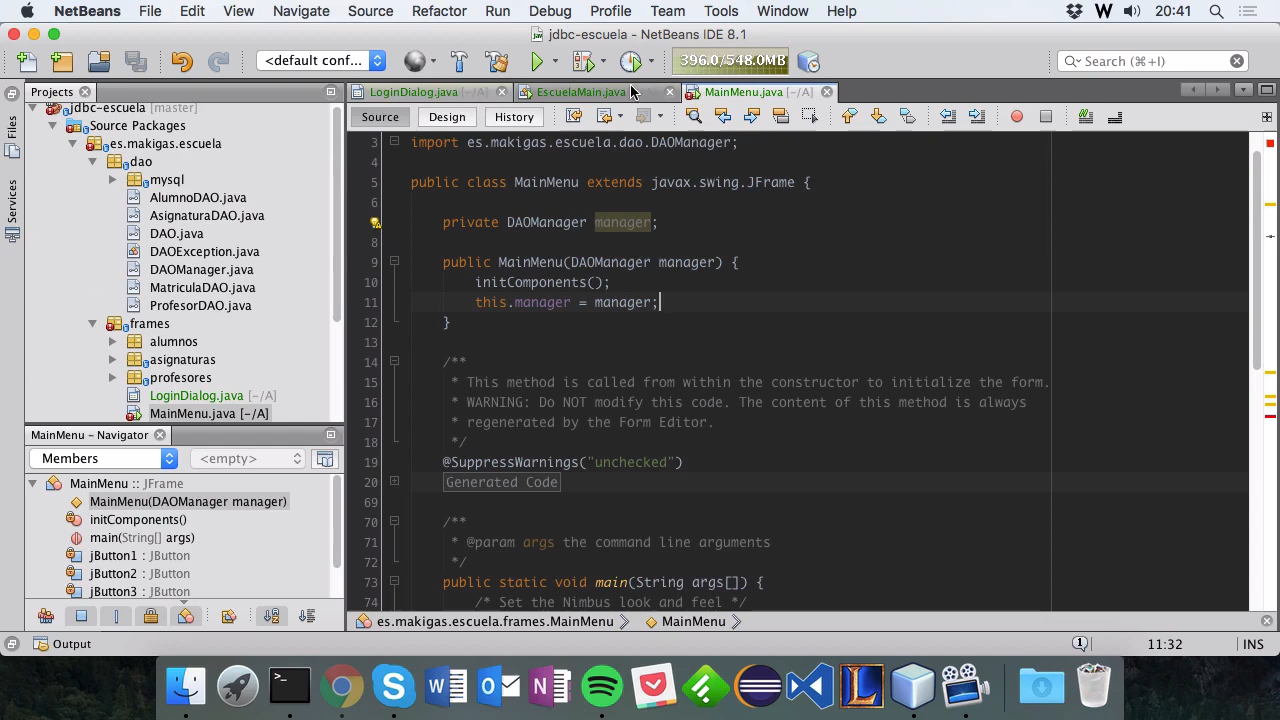 NetBeans File Edit View Navigate Source Refactor Run Debug Profile Team Tools Window Help W 20:41
jdbc-escuela - NetBeans IDE 8.1
<default conf... 396.0/548.0MB Search (⌘+I)
Projects
Files
Services
jdbc-escuela [master]
Source Packages
es.makigas.escuela
dao
mysql
AlumnoDAO.java
AsignaturaDAO.java
DAO.java
DAOException.java
DAOManager.java
MatriculaDAO.java
ProfesorDAO.java
frames
alumnos
asignaturas
profesores
LoginDialog.java [-/A]
MainMenu.java [-/A]
MainMenu – Navigator
Members <empty>
MainMenu :: JFrame
MainMenu(DAOManager manager)
initComponents()
main(String[] args)
jButton1 : JButton
jButton2 : JButton
jButton3 : JButton
LoginDialog.java [-/A] EscuelaMain.java MainMenu.java [-/A]
Source Design History
3 import es.makigas.escuela.dao.DAOManager;
4
5 public class MainMenu extends javax.swing.JFrame {
6
private DAOManager manager;
8
9 public MainMenu(DAOManager manager) {
10 initComponents();
11 this.manager = manager;
12 }
13
14 /**
15 * This method is called from within the constructor to initialize the form.
16 * WARNING: Do NOT modify this code. The content of this method is always
17 * regenerated by the Form Editor.
18 */
19 @SuppressWarnings("unchecked")
20 Generated Code
69
70 /**
71 * @param args the command line arguments
72 */
73 public static void main(String args[]) {
74 /* Set the Nimbus look and feel */
es.makigas.escuela.frames.MainMenu MainMenu
Output 1 11:32 INS